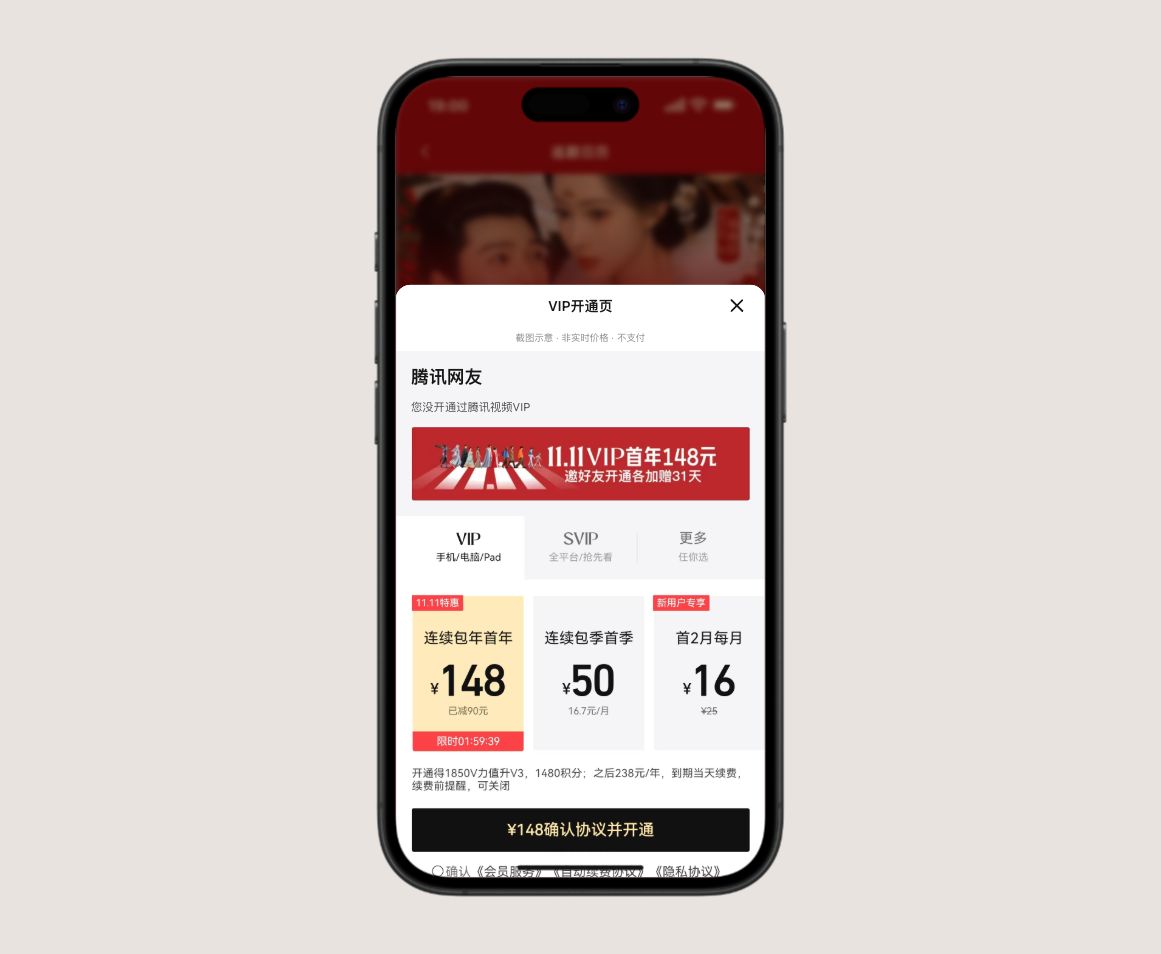 VIP开通页
截图示意 · 非实时价格 · 不支付
腾讯网友
您没开通过腾讯视频VIP
11.11VIP首年148元
邀好友开通各加赠31天
VIP
手机/电脑/Pad
SVIP
全平台/抢先看
更多
任你选
11.11特惠
连续包年首年
¥148
已减90元
限时01:59:39
连续包季首季
¥50
16.7元/月
新用户专享
首2月每月
¥16
¥25
开通得1850V力值升V3，1480积分；之后238元/年，到期当天续费，
续费前提醒，可关闭
¥148确认协议并开通
确认《会员服务》《自动续费协议》《隐私协议》